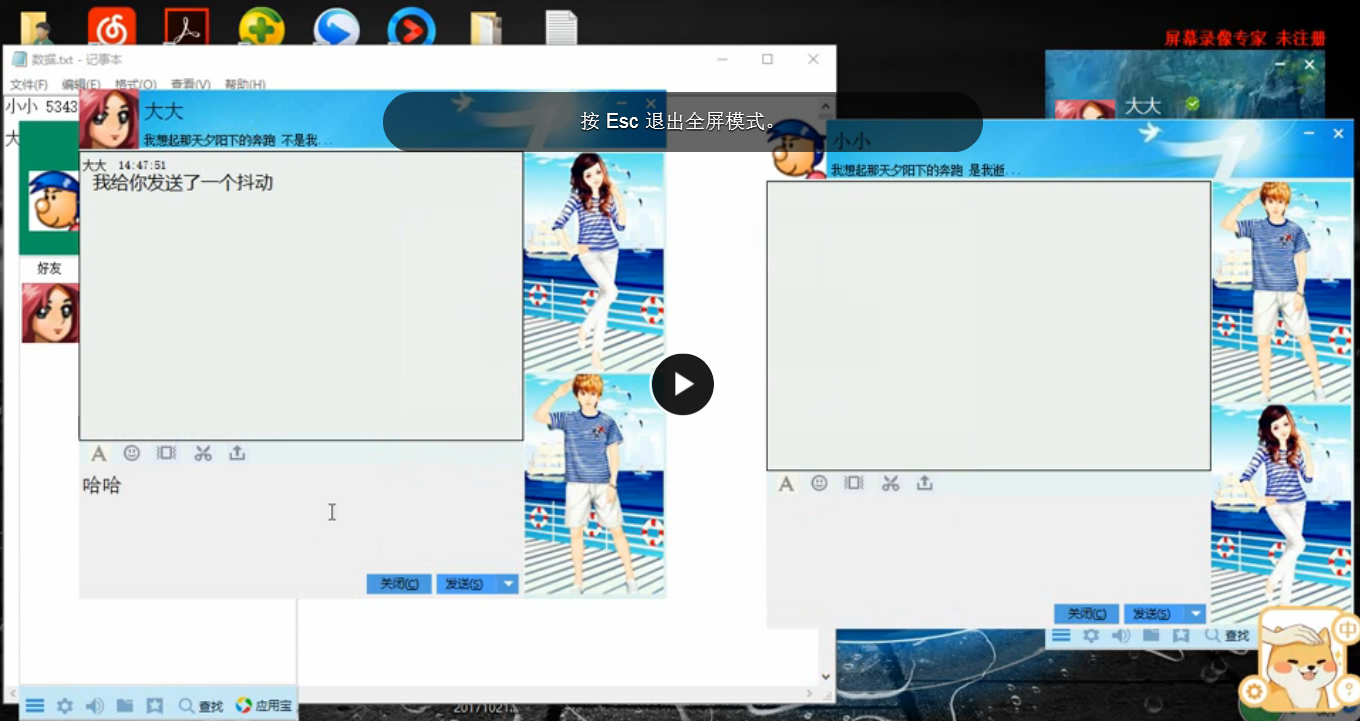 屏幕录像专家 未注册
数据.txt - 记事本
文件(F) 编辑(E) 格式(O) 查看(V) 帮助(H)
小小 5343
大
大大
我想起那天夕阳下的奔跑 不是我...
按 Esc 退出全屏模式。
大大
小小
我想起那天夕阳下的奔跑 是我逝...
大大 14:47:51
我给你发送了一个抖动
好友
哈哈
关闭(C) 发送(S)
关闭(C) 发送(S)
查找
中
查找 应用宝
20171021...